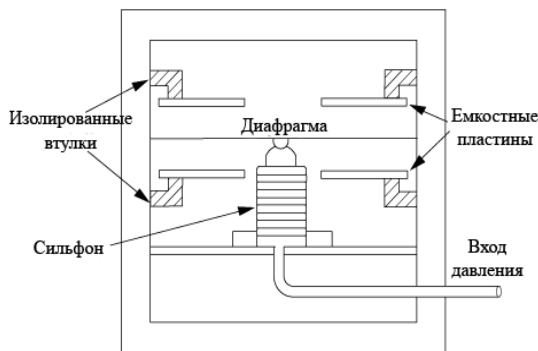 Изолированные
втулки
Диафрагма
Емкостные
пластины
Сильфон
Вход
давления